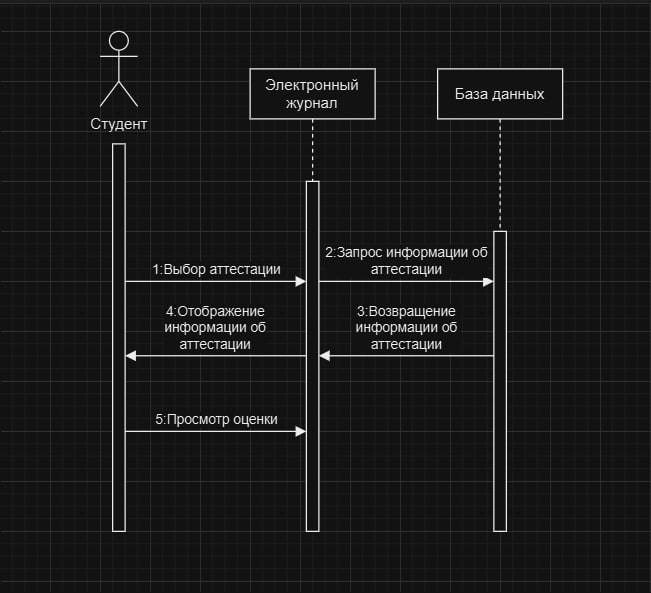 Студент
Электронный
журнал
База данных
1:Выбор аттестации
2:Запрос информации об
аттестации
4:Отображение
информации об
аттестации
3:Возвращение
информации об
аттестации
5:Просмотр оценки